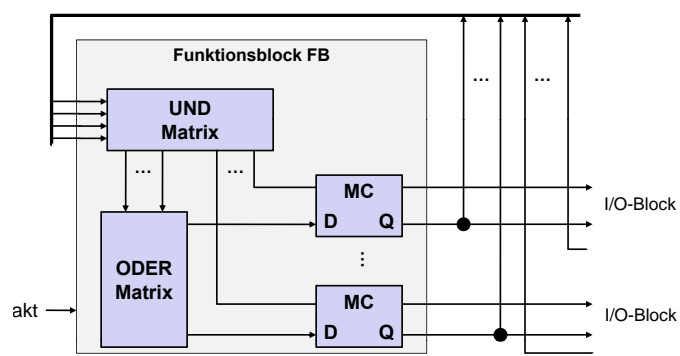 Funktionsblock FB
...
...
UND
Matrix
...
...
MC
D
Q
I/O-Block
ODER
Matrix
...
akt
MC
D
Q
I/O-Block